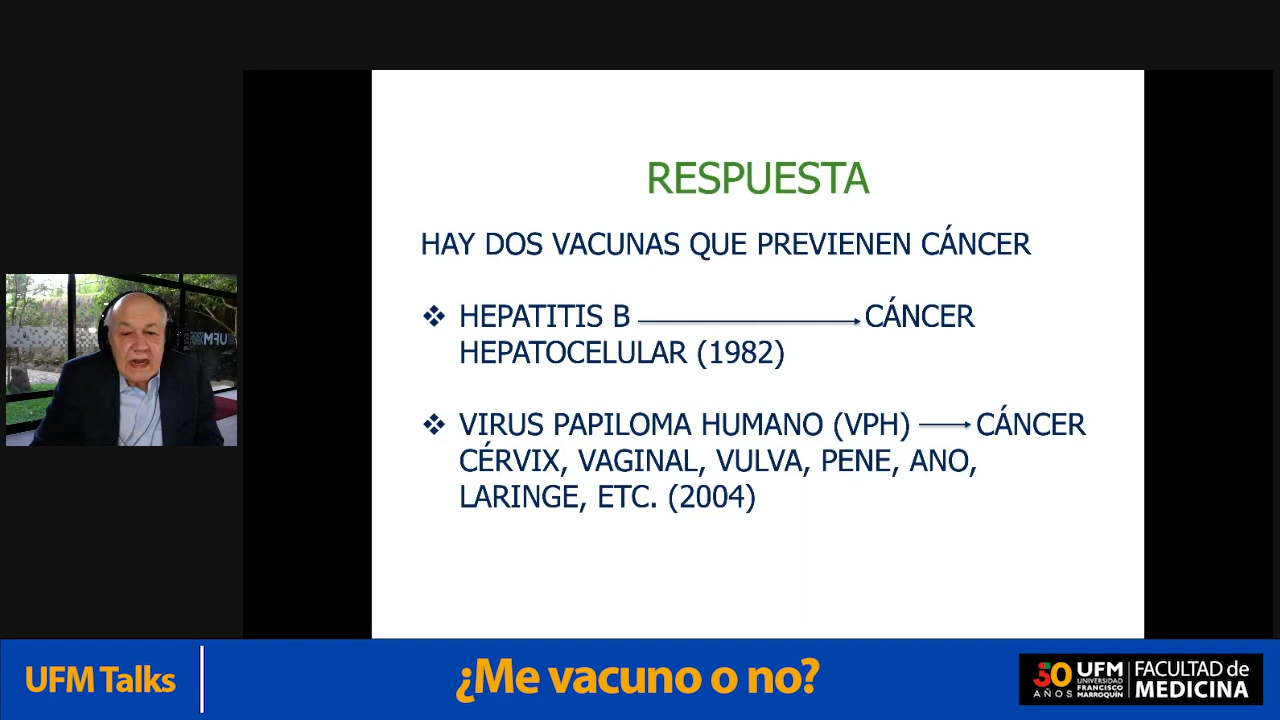 RESPUESTA
HAY DOS VACUNAS QUE PREVIENEN CÁNCER
❖ HEPATITIS B → CÁNCER
HEPATOCELULAR (1982)
❖ VIRUS PAPILOMA HUMANO (VPH) → CÁNCER
CÉRVIX, VAGINAL, VULVA, PENE, ANO,
LARINGE, ETC. (2004)
UFM
UFM Talks
¿Me vacuno o no?
50
AÑOS
UFM
UNIVERSIDAD
FRANCISCO
MARROQUÍN
FACULTAD de
MEDICINA